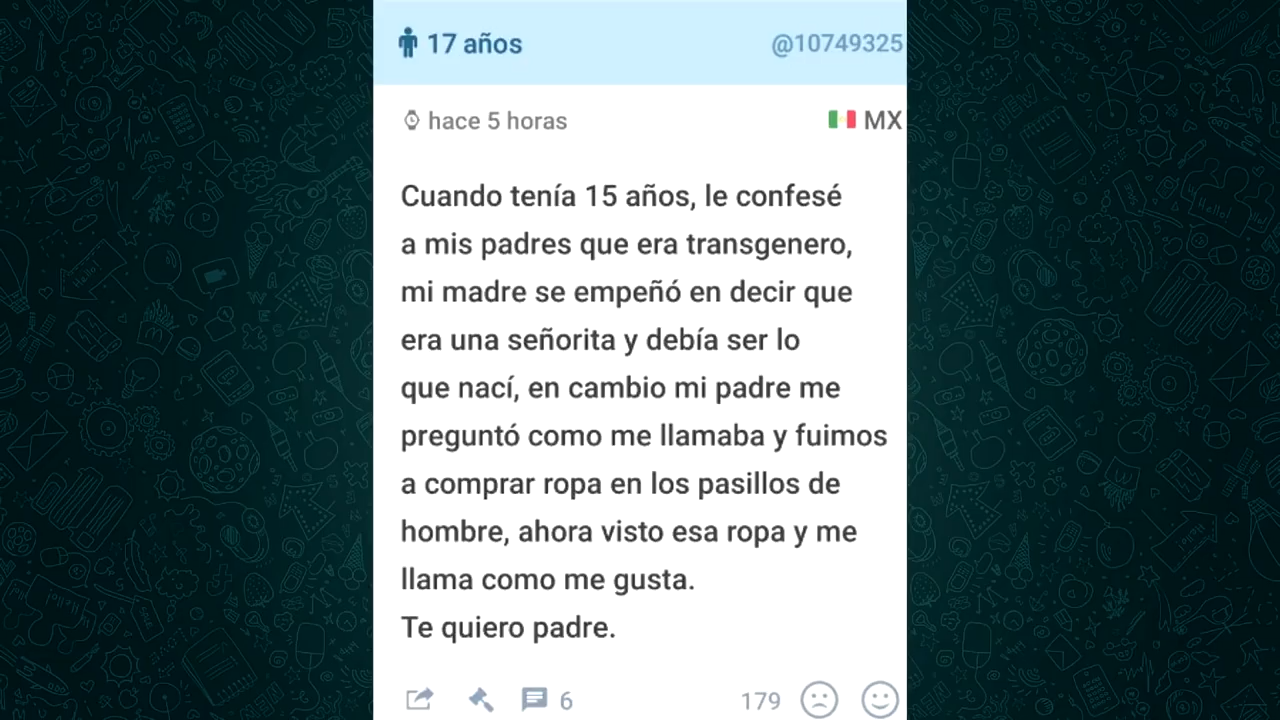 17 años
@10749325
hace 5 horas
MX
Cuando tenía 15 años, le confesé
a mis padres que era transgenero,
mi madre se empeñó en decir que
era una señorita y debía ser lo
que nací, en cambio mi padre me
preguntó como me llamaba y fuimos
a comprar ropa en los pasillos de
hombre, ahora visto esa ropa y me
llama como me gusta.
Te quiero padre.
6
179